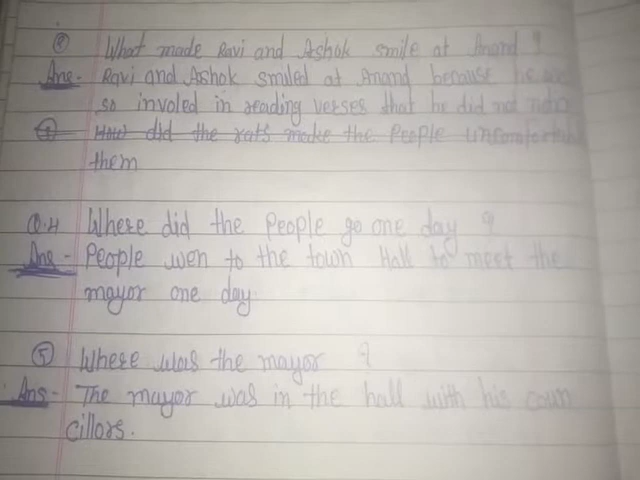 ② What made Ravi and Ashok smile at Anand ?
Ans - Ravi and Ashok smiled at Anand because he
so involed in reading verses that he did not
③ How did the rats make the People
them
Q.4 Where did the People go one day ?
Ans - People wen to the town Hall to meet the
mayor one day.
⑤ Where was the mayor ?
Ans - The mayor was in the hall with his coun
cillors.